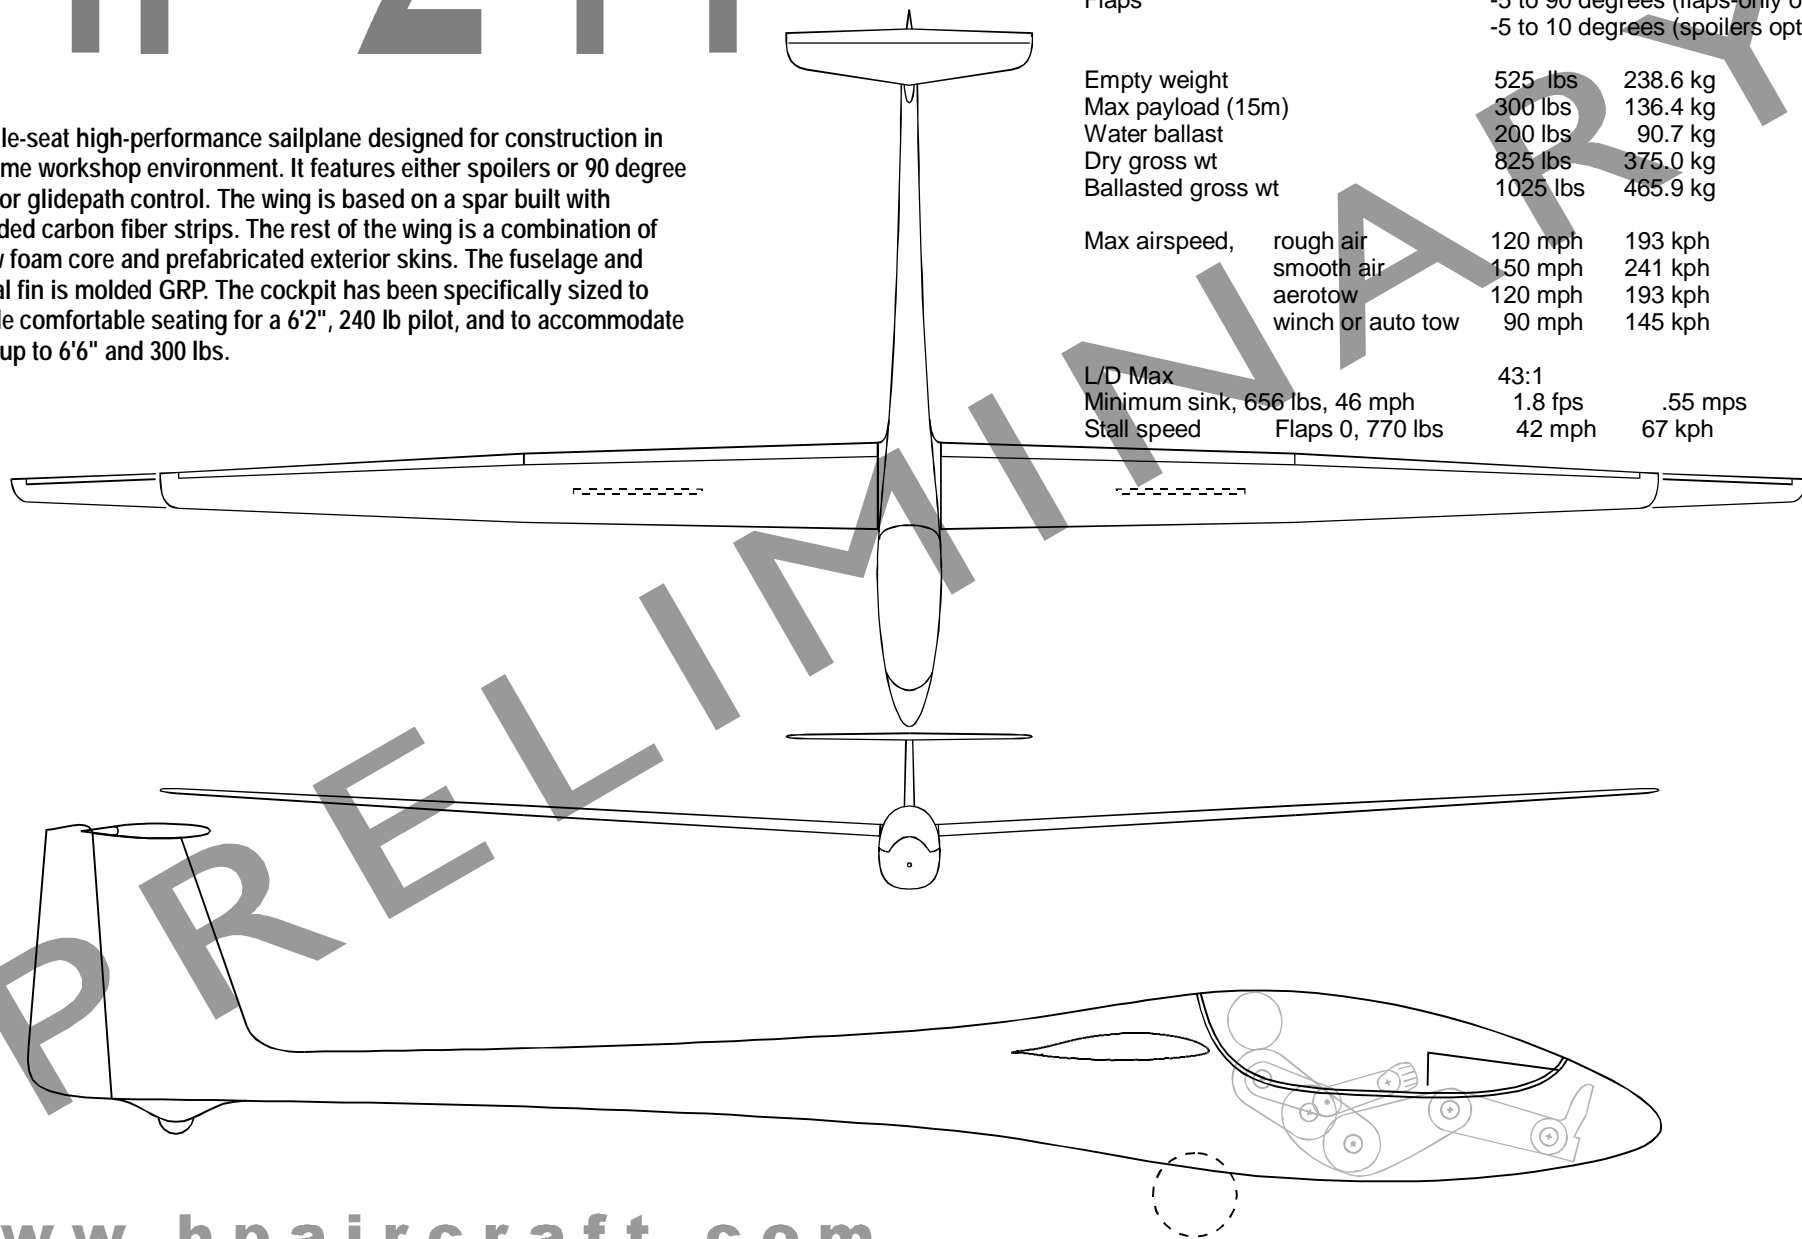 Flaps -5 to 90 degrees (flaps-only o
-5 to 10 degrees (spoilers opt
Empty weight 525 lbs 238.6 kg
Max payload (15m) 300 lbs 136.4 kg
Water ballast 200 lbs 90.7 kg
Dry gross wt 825 lbs 375.0 kg
Ballasted gross wt 1025 lbs 465.9 kg
Max airspeed, rough air 120 mph 193 kph
smooth air 150 mph 241 kph
aerotow 120 mph 193 kph
winch or auto tow 90 mph 145 kph
L/D Max 43:1
Minimum sink, 656 lbs, 46 mph 1.8 fps .55 mps
Stall speed Flaps 0, 770 lbs 42 mph 67 kph
le-seat high-performance sailplane designed for construction in
me workshop environment. It features either spoilers or 90 degree
or glidepath control. The wing is based on a spar built with
ded carbon fiber strips. The rest of the wing is a combination of
foam core and prefabricated exterior skins. The fuselage and
al fin is molded GRP. The cockpit has been specifically sized to
le comfortable seating for a 6'2", 240 lb pilot, and to accommodate
up to 6'6" and 300 lbs.
PRELIMINARY
ww.hpaircraft.com